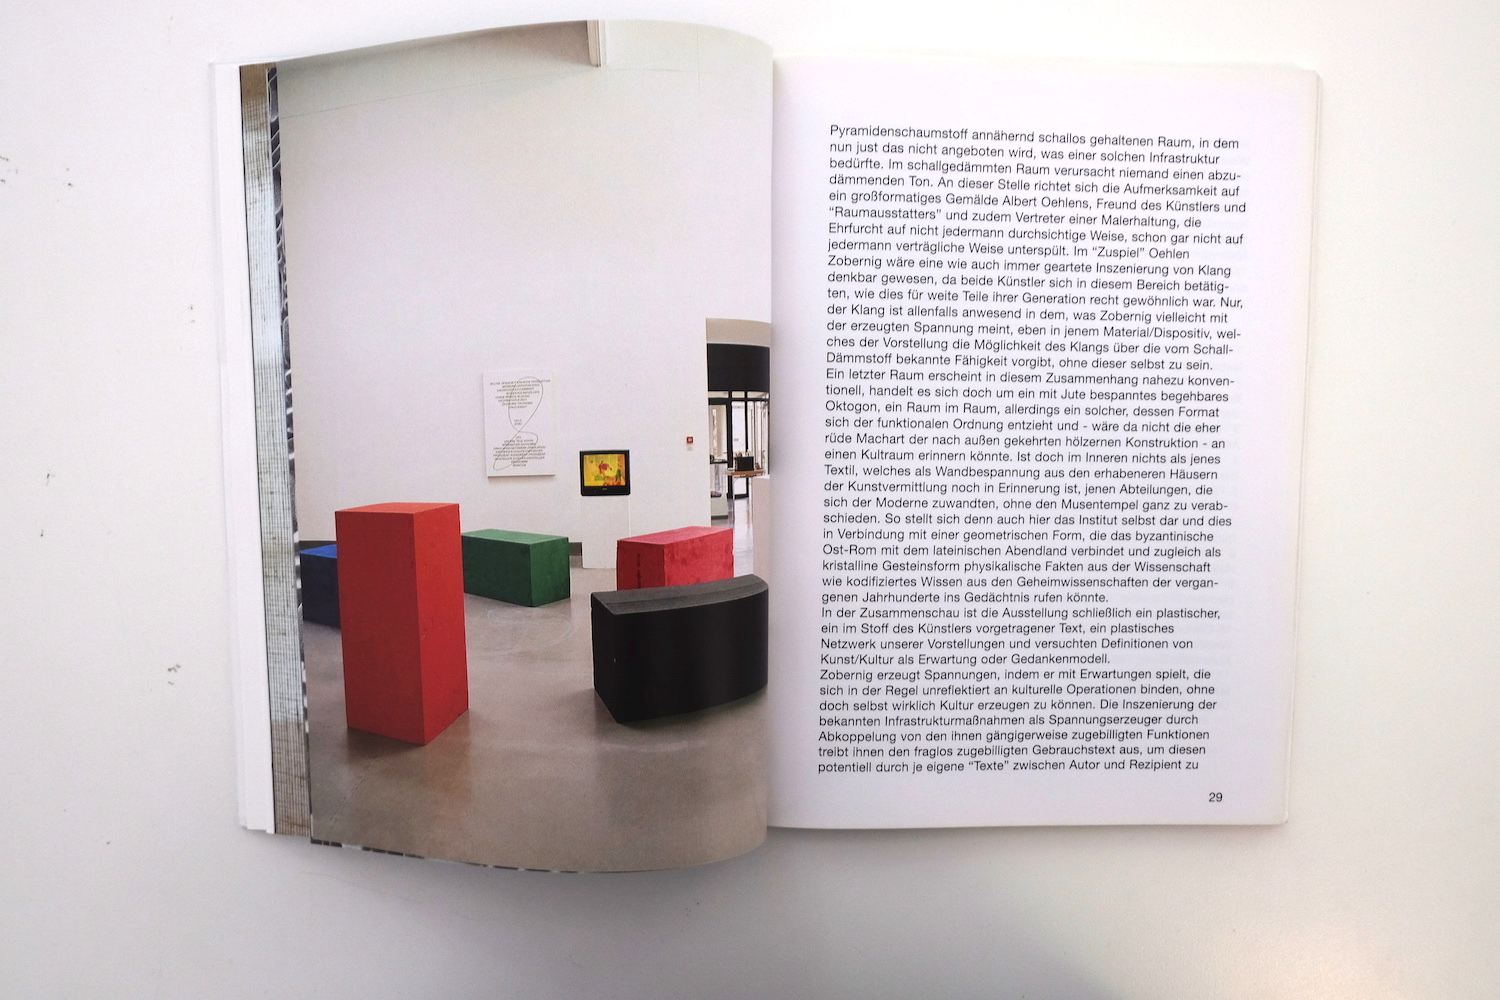 Pyramidenschaumstoff annähernd schallos gehaltenen Raum, in dem
nun just das nicht angeboten wird, was einer solchen Infrastruktur
bedürfte. Im schallgedämmten Raum verursacht niemand einen abzu-
dämmenden Ton. An dieser Stelle richtet sich die Aufmerksamkeit auf
ein großformatiges Gemälde Albert Oehlens, Freund des Künstlers und
“Raumausstatters” und zudem Vertreter einer Malerhaltung, die
Ehrfurcht auf nicht jedermann durchsichtige Weise, schon gar nicht auf
jedermann verträgliche Weise unterspült. Im “Zuspiel” Oehlen
Zobernig wäre eine wie auch immer geartete Inszenierung von Klang
denkbar gewesen, da beide Künstler sich in diesem Bereich betätig-
ten, wie dies für weite Teile ihrer Generation recht gewöhnlich war. Nur,
der Klang ist allenfalls anwesend in dem, was Zobernig vielleicht mit
der erzeugten Spannung meint, eben in jenem Material/Dispositiv, wel-
ches der Vorstellung die Möglichkeit des Klangs über die vom Schall-
Dämmstoff bekannte Fähigkeit vorgibt, ohne dieser selbst zu sein.
Ein letzter Raum erscheint in diesem Zusammenhang nahezu konven-
tionell, handelt es sich doch um ein mit Jute bespanntes begehbares
Oktogon, ein Raum im Raum, allerdings ein solcher, dessen Format
sich der funktionalen Ordnung entzieht und - wäre da nicht die eher
rüde Machart der nach außen gekehrten hölzernen Konstruktion - an
einen Kultraum erinnern könnte. Ist doch im Inneren nichts als jenes
Textil, welches als Wandbespannung aus den erhabeneren Häusern
der Kunstvermittlung noch in Erinnerung ist, jenen Abteilungen, die
sich der Moderne zuwandten, ohne den Musentempel ganz zu verab-
schieden. So stellt sich denn auch hier das Institut selbst dar und dies
in Verbindung mit einer geometrischen Form, die das byzantinische
Ost-Rom mit dem lateinischen Abendland verbindet und zugleich als
kristalline Gesteinsform physikalische Fakten aus der Wissenschaft
wie kodifiziertes Wissen aus den Geheimwissenschaften der vergan-
genen Jahrhunderte ins Gedächtnis rufen könnte.
In der Zusammenschau ist die Ausstellung schließlich ein plastischer,
ein im Stoff des Künstlers vorgetragener Text, ein plastisches
Netzwerk unserer Vorstellungen und versuchten Definitionen von
Kunst/Kultur als Erwartung oder Gedankenmodell.
Zobernig erzeugt Spannungen, indem er mit Erwartungen spielt, die
sich in der Regel unreflektiert an kulturelle Operationen binden, ohne
doch selbst wirklich Kultur erzeugen zu können. Die Inszenierung der
bekannten Infrastrukturmaßnahmen als Spannungserzeuger durch
Abkoppelung von den ihnen gängigerweise zugebilligten Funktionen
treibt ihnen den fraglos zugebilligten Gebrauchstext aus, um diesen
potentiell durch je eigene “Texte” zwischen Autor und Rezipient zu
29